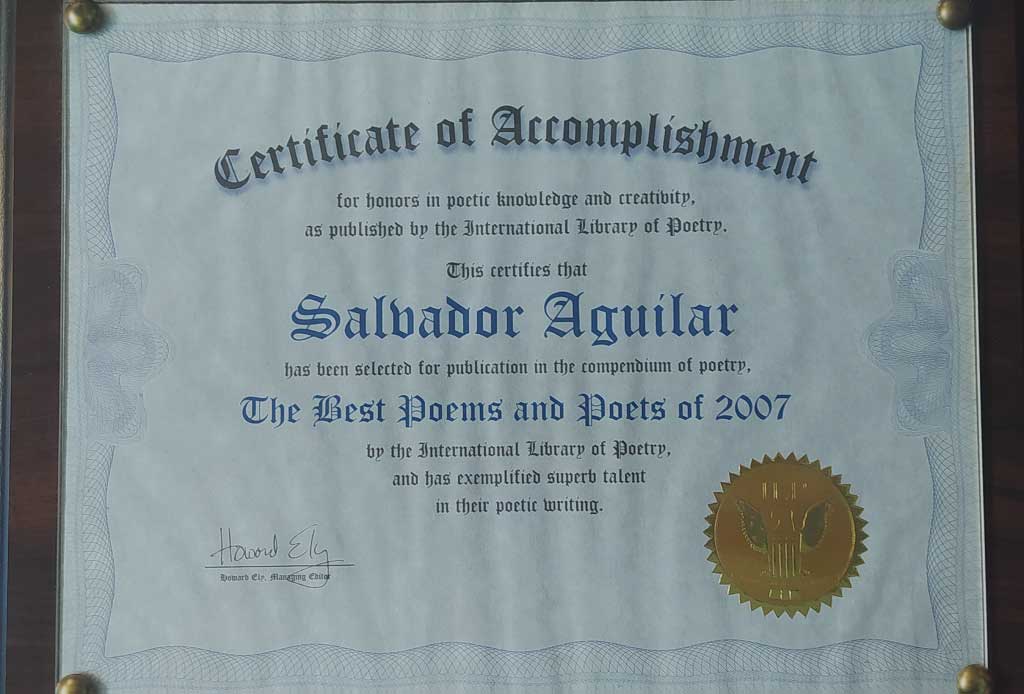 Certificate of Accomplishment
for honors in poetic knowledge and creativity,
as published by the International Library of Poetry.
This certifies that
Salvador Aguilar
has been selected for publication in the compendium of poetry,
The Best Poems and Poets of 2007
by the International Library of Poetry,
and has exemplified superb talent
in their poetic writing.
Howard Ely
Howard Ely, Managing Editor
ILP